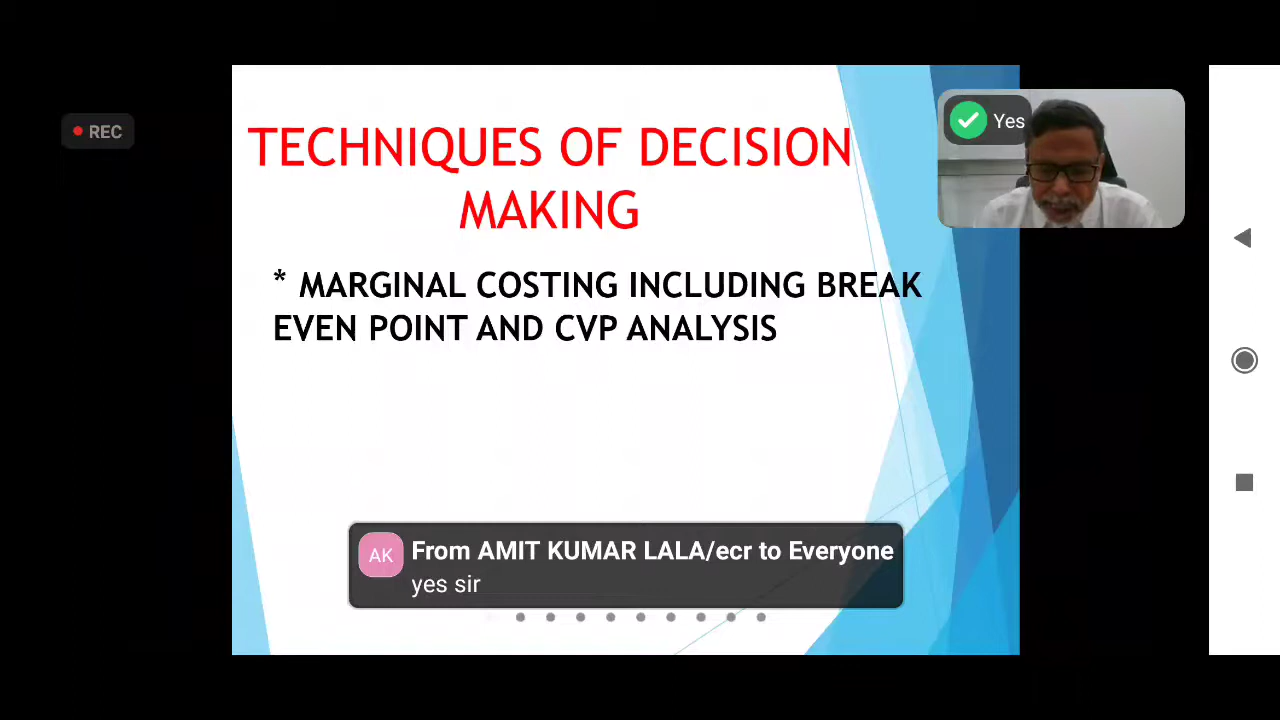 REC
TECHNIQUES OF DECISION
MAKING
Yes
* MARGINAL COSTING INCLUDING BREAK
EVEN POINT AND CVP ANALYSIS
AK
From AMIT KUMAR LALA/ecr to Everyone
yes sir